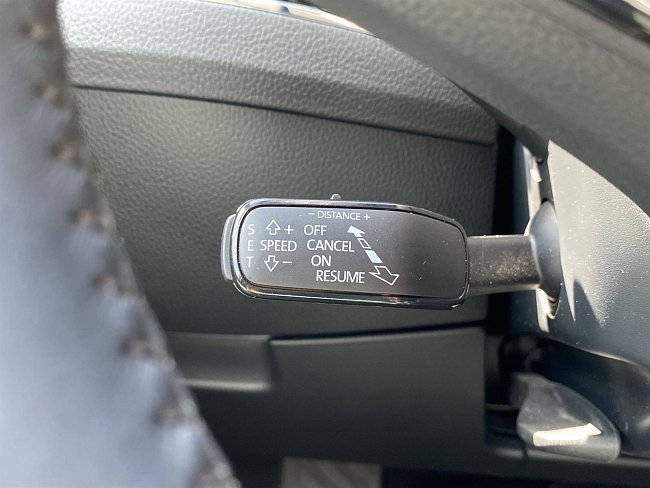 − DISTANCE +
S + OFF
E SPEED CANCEL
T − ON
RESUME